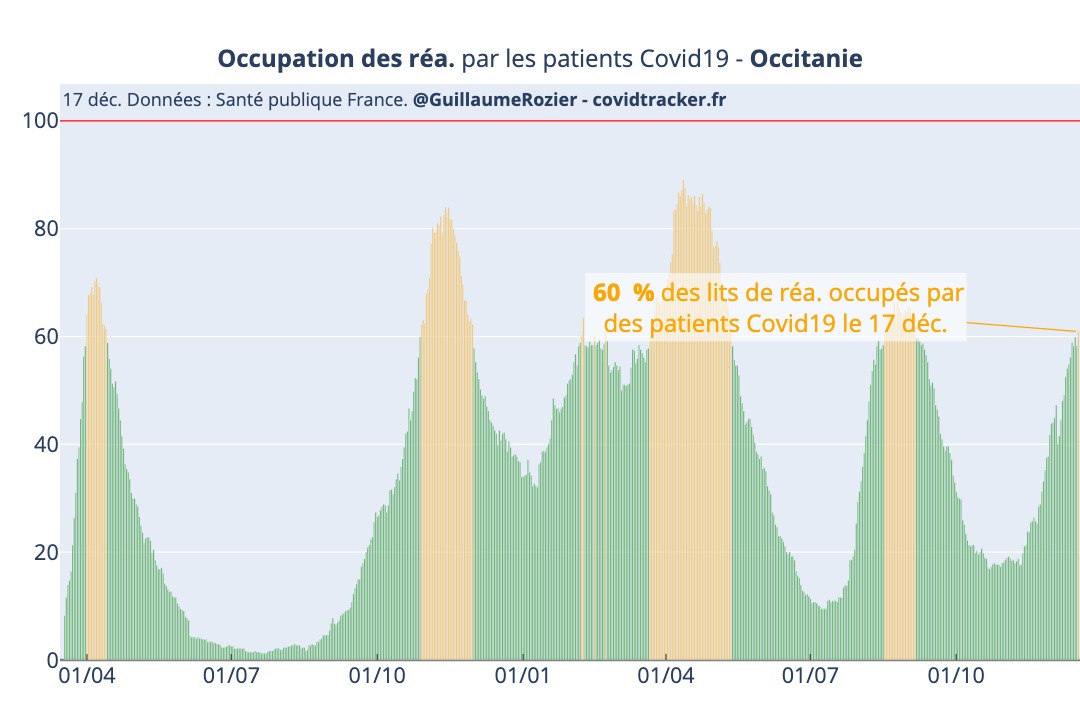 Occupation des réa. par les patients Covid19 - Occitanie
17 déc. Données : Santé publique France. @GuillaumeRozier - covidtracker.fr
100
80
60 % des lits de réa. occupés par
des patients Covid19 le 17 déc.
60
40
20
0
01/04 01/07 01/10 01/01 01/04 01/07 01/10